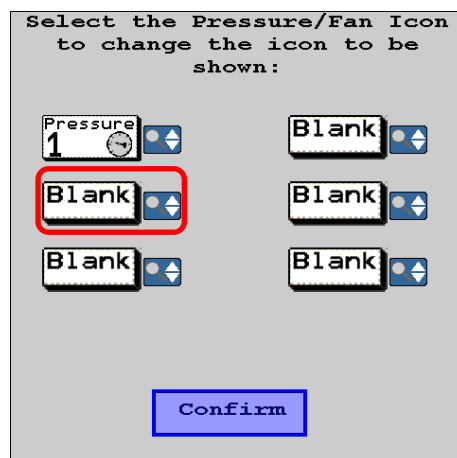 Select the Pressure/Fan Icon
to change the icon to be
shown:
Pressure
1
Blank
Blank
Blank
Blank
Blank
Confirm